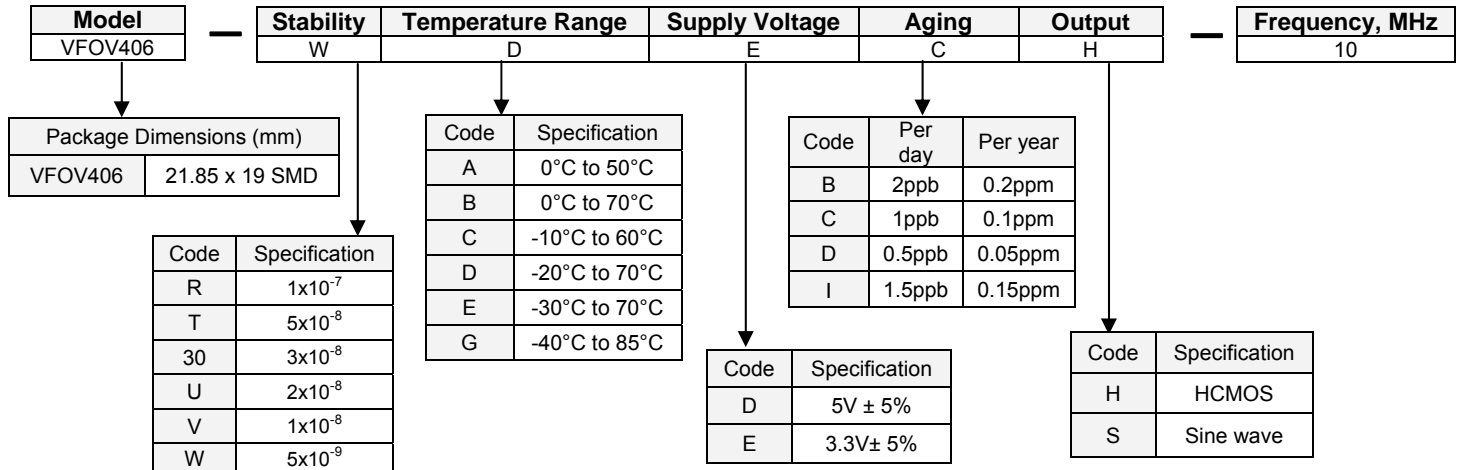 Model — Stability Temperature Range Supply Voltage Aging Output — Frequency, MHz
VFOV406 W D E C H 10
Package Dimensions (mm)
VFOV406 21.85 x 19 SMD
Code Specification
R 1x10⁻⁷
T 5x10⁻⁸
30 3x10⁻⁸
U 2x10⁻⁸
V 1x10⁻⁸
W 5x10⁻⁹
Code Specification
A 0°C to 50°C
B 0°C to 70°C
C -10°C to 60°C
D -20°C to 70°C
E -30°C to 70°C
G -40°C to 85°C
Code Specification
D 5V ± 5%
E 3.3V± 5%
Code Per day Per year
B 2ppb 0.2ppm
C 1ppb 0.1ppm
D 0.5ppb 0.05ppm
I 1.5ppb 0.15ppm
Code Specification
H HCMOS
S Sine wave